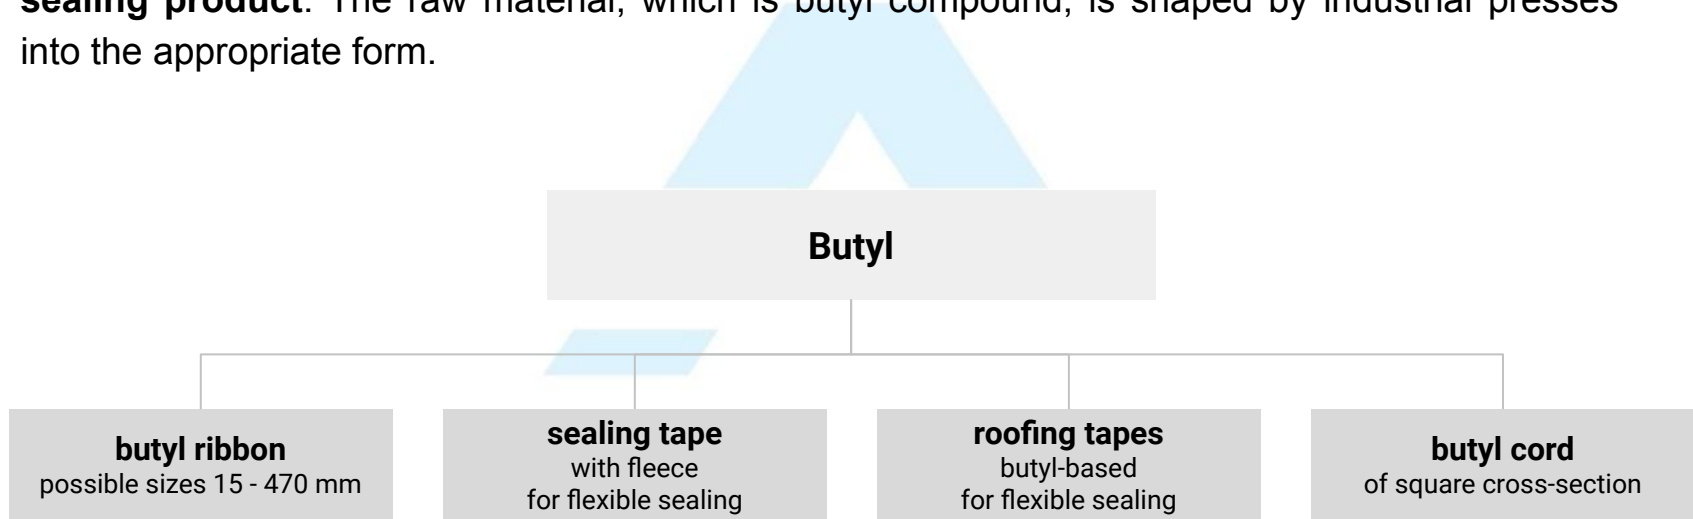 sealing product. The raw material, which is butyl compound, is shaped by industrial presses
into the appropriate form.
Butyl
butyl ribbon
possible sizes 15 - 470 mm
sealing tape
with fleece
for flexible sealing
roofing tapes
butyl-based
for flexible sealing
butyl cord
of square cross-section